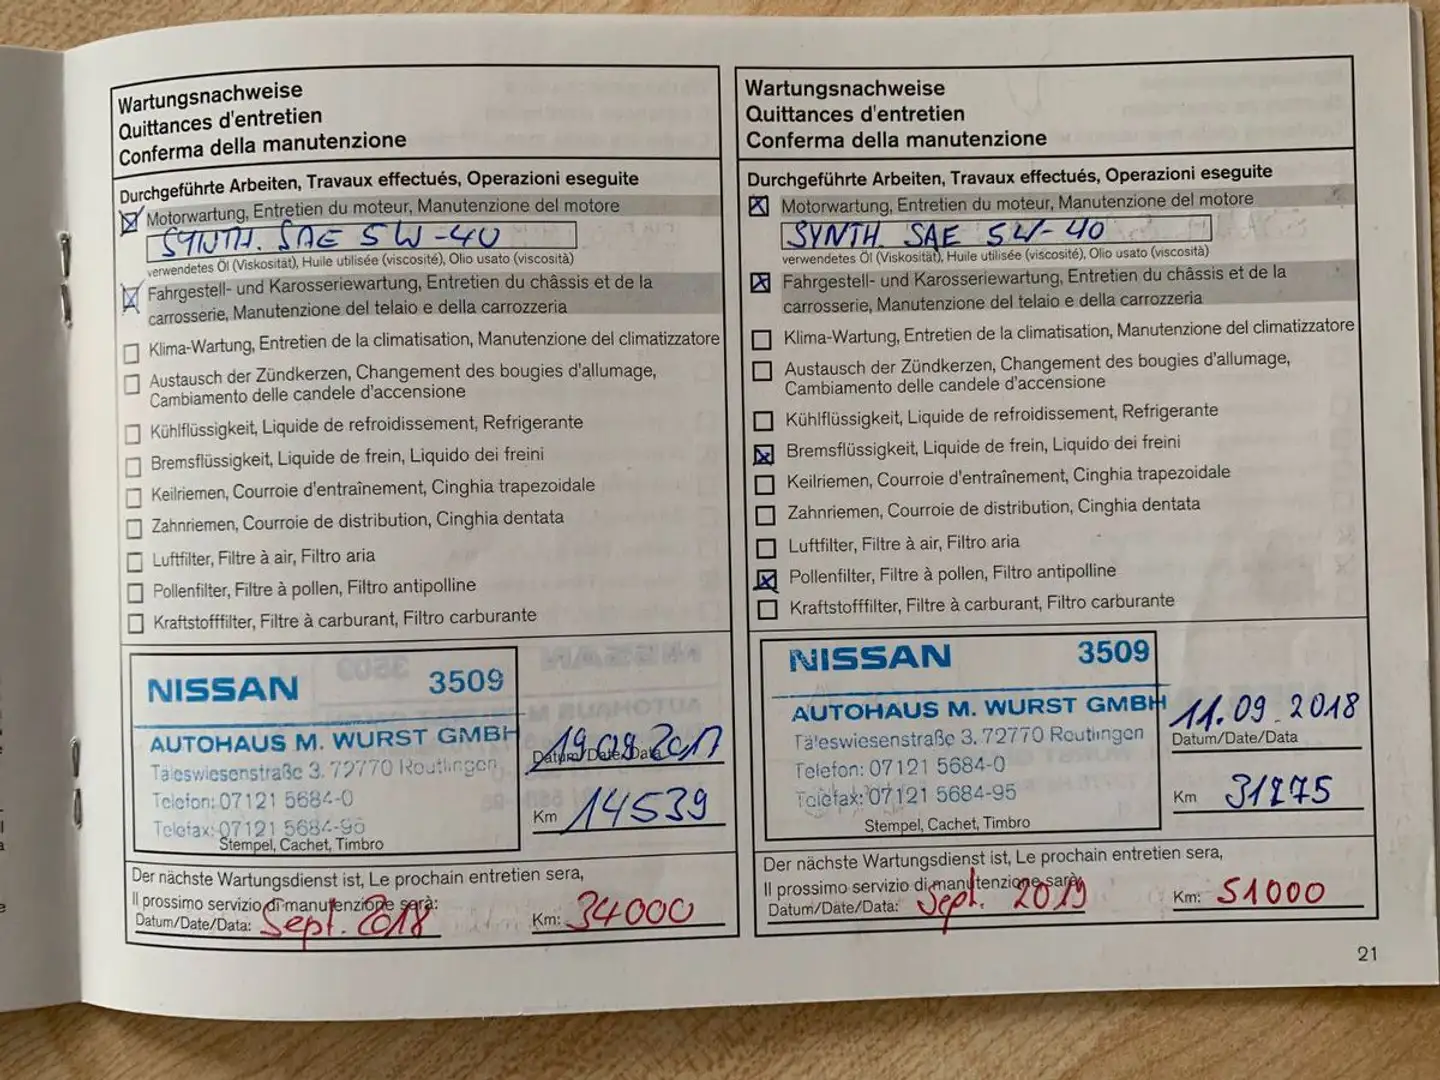 Wartungsnachweise
Quittances d'entretien
Conferma della manutenzione
Durchgeführte Arbeiten, Travaux effectués, Operazioni eseguite
Motorwartung, Entretien du moteur, Manutenzione del motore
SYNTH. SAE 5W-40
verwendetes Öl (Viskosität), Huile utilisée (viscosité), Olio usato (viscosità)
Fahrgestell- und Karosseriewartung, Entretien du châssis et de la
carrosserie, Manutenzione del telaio e della carrozzeria
Klima-Wartung, Entretien de la climatisation, Manutenzione del climatizzatore
Austausch der Zündkerzen, Changement des bougies d'allumage,
Cambiamento delle candele d'accensione
Kühlflüssigkeit, Liquide de refroidissement, Refrigerante
Bremsflüssigkeit, Liquide de frein, Liquido dei freini
Keilriemen, Courroie d'entraînement, Cinghia trapezoidale
Zahnriemen, Courroie de distribution, Cinghia dentata
Luftfilter, Filtre à air, Filtro aria
Pollenfilter, Filtre à pollen, Filtro antipolline
Kraftstofffilter, Filtre à carburant, Filtro carburante
NISSAN 3509
AUTOHAUS M. WURST GMBH
Täleswiesenstraße 3. 72770 Reutlingen
Telefon: 07121 5684-0
Telefax: 07121 5684-95
Stempel, Cachet, Timbro
19.09.2017
Datum/Date/Data
Km 14539
Der nächste Wartungsdienst ist, Le prochain entretien sera,
Il prossimo servizio di manutenzione sarà:
Datum/Date/Data: Sept. 2018 Km: 34000
Wartungsnachweise
Quittances d'entretien
Conferma della manutenzione
Durchgeführte Arbeiten, Travaux effectués, Operazioni eseguite
Motorwartung, Entretien du moteur, Manutenzione del motore
SYNTH. SAE 5W-40
verwendetes Öl (Viskosität), Huile utilisée (viscosité), Olio usato (viscosità)
Fahrgestell- und Karosseriewartung, Entretien du châssis et de la
carrosserie, Manutenzione del telaio e della carrozzeria
Klima-Wartung, Entretien de la climatisation, Manutenzione del climatizzatore
Austausch der Zündkerzen, Changement des bougies d'allumage,
Cambiamento delle candele d'accensione
Kühlflüssigkeit, Liquide de refroidissement, Refrigerante
Bremsflüssigkeit, Liquide de frein, Liquido dei freini
Keilriemen, Courroie d'entraînement, Cinghia trapezoidale
Zahnriemen, Courroie de distribution, Cinghia dentata
Luftfilter, Filtre à air, Filtro aria
Pollenfilter, Filtre à pollen, Filtro antipolline
Kraftstofffilter, Filtre à carburant, Filtro carburante
NISSAN 3509
AUTOHAUS M. WURST GMBH
Täleswiesenstraße 3. 72770 Reutlingen
Telefon: 07121 5684-0
Telefax: 07121 5684-95
Stempel, Cachet, Timbro
11.09.2018
Datum/Date/Data
Km 31275
Der nächste Wartungsdienst ist, Le prochain entretien sera,
Il prossimo servizio di manutenzione sarà:
Datum/Date/Data: Sept. 2019 Km: 51000
21